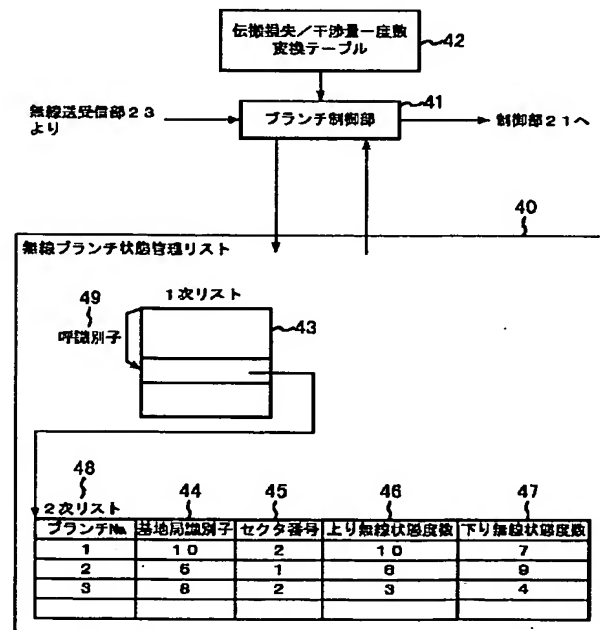 伝搬損失/干渉量ー度数
変換テーブル
42
41
無線送受信部23
より
ブランチ制御部
制御部21へ
40
無線ブランチ状態管理リスト
49
1次リスト
呼識別子
43
48
44
45
46
47
2次リスト
ブランチ№ 基地局識別子 セクタ番号 上り無線状態度数 下り無線状態度数
1 10 2 10 7
2 5 1 6 9
3 8 2 3 4